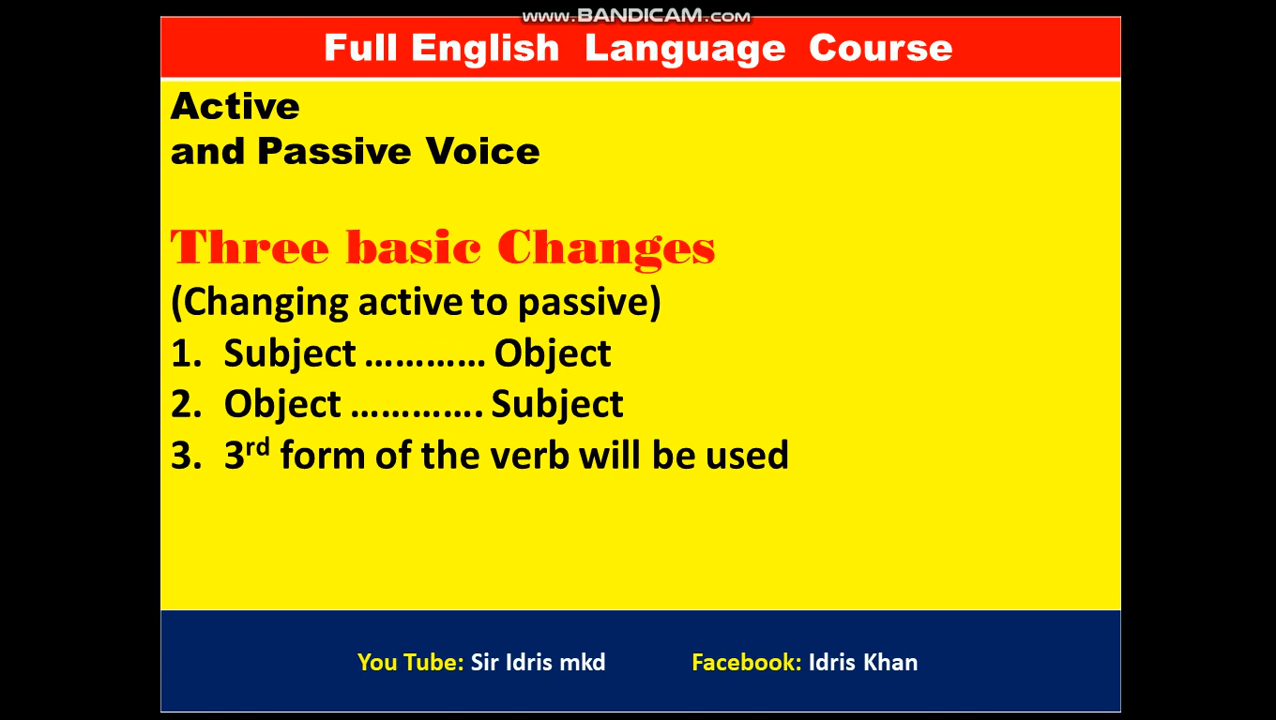 www.BANDICAM.com
Full English Language Course
Active
and Passive Voice
Three basic Changes
(Changing active to passive)
1. Subject ………… Object
2. Object …………. Subject
3. 3rd form of the verb will be used
You Tube: Sir Idris mkd Facebook: Idris Khan